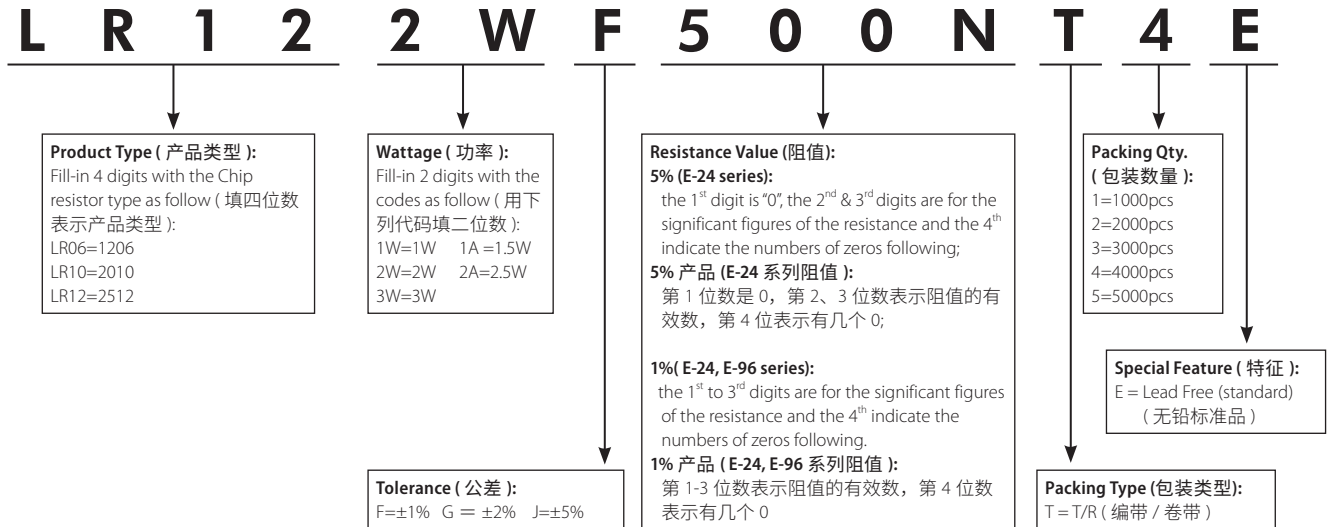 L R 1 2 2 W F 5 0 0 N T 4 E
Product Type ( 产品类型 ):
Fill-in 4 digits with the Chip
resistor type as follow ( 填四位数
表示产品类型 ):
LR06=1206
LR10=2010
LR12=2512
Wattage ( 功率 ):
Fill-in 2 digits with the
codes as follow ( 用下
列代码填二位数 ):
1W=1W 1A =1.5W
2W=2W 2A=2.5W
3W=3W
Tolerance ( 公差 ):
F=±1% G ＝ ±2% J=±5%
Resistance Value (阻值):
5% (E-24 series):
the 1st digit is "0", the 2nd & 3rd digits are for the
significant figures of the resistance and the 4th
indicate the numbers of zeros following;
5% 产品 (E-24 系列阻值 ):
第 1 位数是 0，第 2、3 位数表示阻值的有
效数，第 4 位表示有几个 0;
1%( E-24, E-96 series):
the 1st to 3rd digits are for the significant figures
of the resistance and the 4th indicate the
numbers of zeros following.
1% 产品 ( E-24, E-96 系列阻值 ):
第 1-3 位数表示阻值的有效数，第 4 位数
表示有几个 0
Packing Qty.
( 包装数量 ):
1=1000pcs
2=2000pcs
3=3000pcs
4=4000pcs
5=5000pcs
Special Feature ( 特征 ):
E = Lead Free (standard)
( 无铅标准品 )
Packing Type (包装类型):
T = T/R ( 编带 / 卷带 )